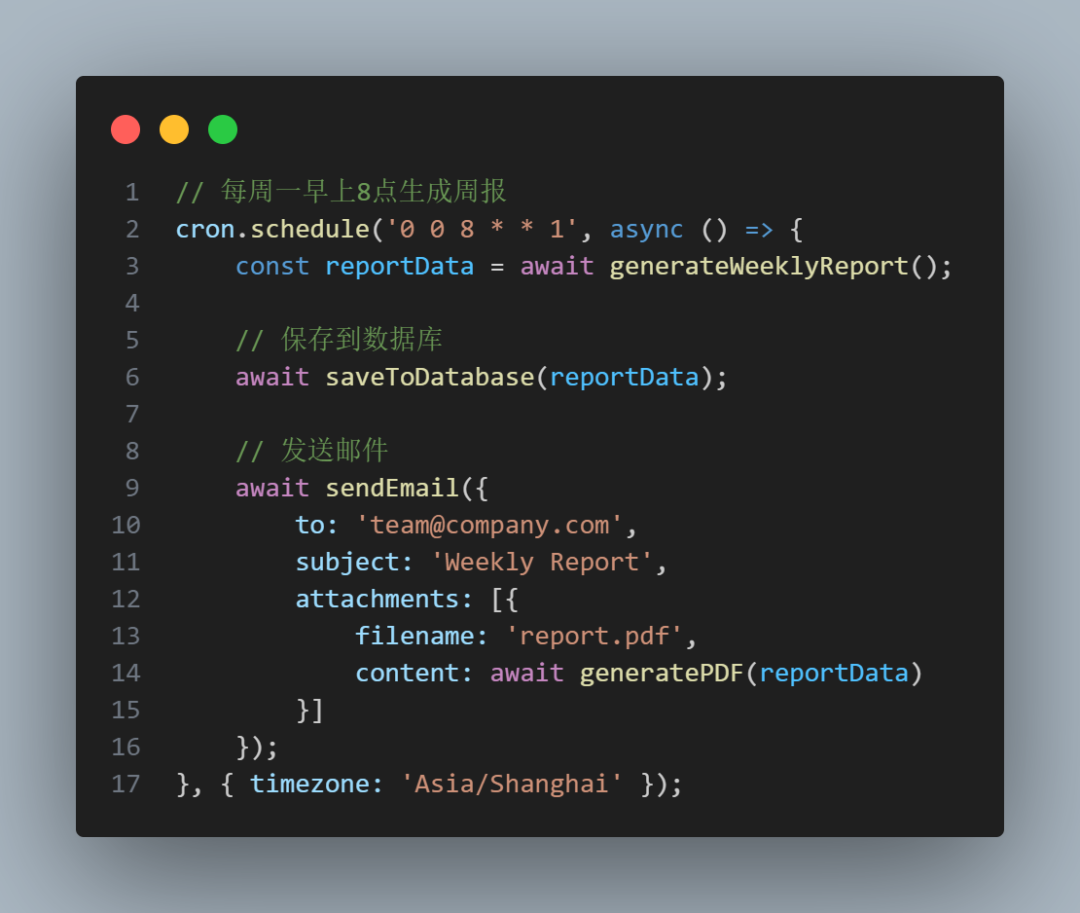 1 // 每周一早上8点生成周报
2 cron.schedule('0 0 8 * * 1', async () => {
3     const reportData = await generateWeeklyReport();
4
5     // 保存到数据库
6     await saveToDatabase(reportData);
7
8     // 发送邮件
9     await sendEmail({
10         to: 'team@company.com',
11         subject: 'Weekly Report',
12         attachments: [{
13             filename: 'report.pdf',
14             content: await generatePDF(reportData)
15         }]
16     });
17 }, { timezone: 'Asia/Shanghai' });